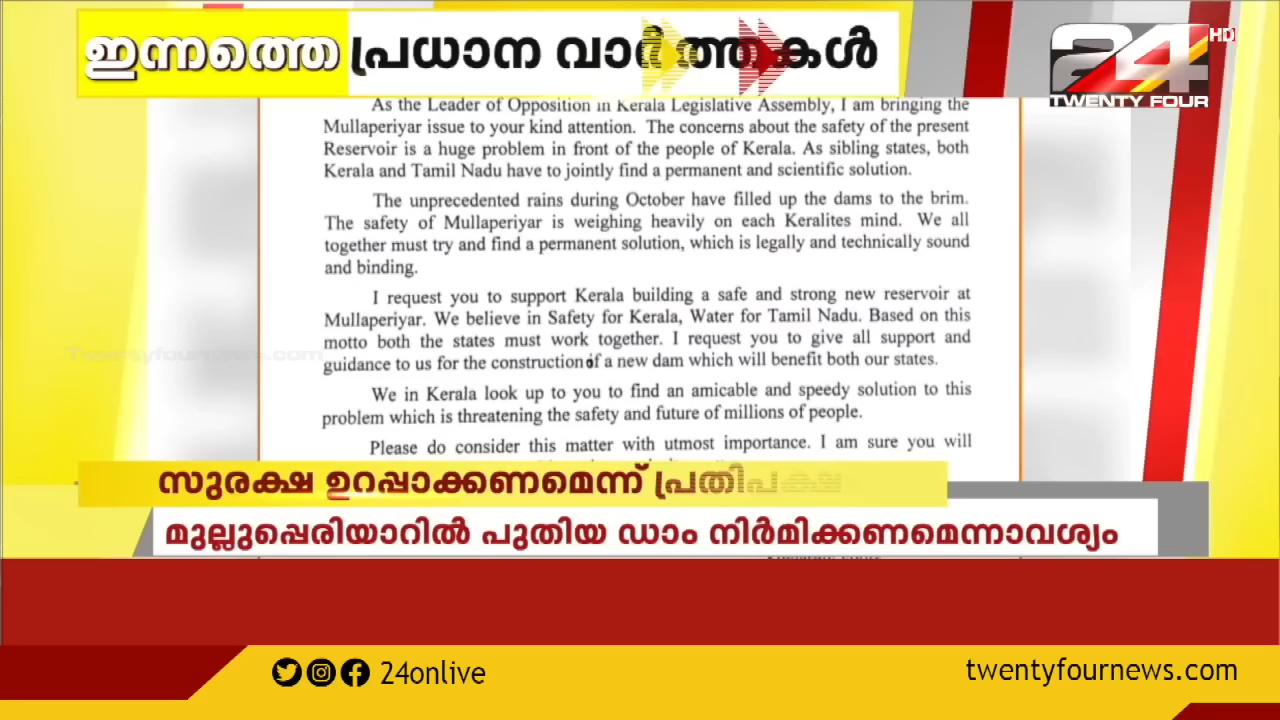 ഇന്നത്തെ പ്രധാന വാർത്തകൾ
24 HD
TWENTY FOUR
As the Leader of Opposition in Kerala Legislative Assembly, I am bringing the
Mullaperiyar issue to your kind attention. The concerns about the safety of the present
Reservoir is a huge problem in front of the people of Kerala. As sibling states, both
Kerala and Tamil Nadu have to jointly find a permanent and scientific solution.
The unprecedented rains during October have filled up the dams to the brim.
The safety of Mullaperiyar is weighing heavily on each Keralites mind. We all
together must try and find a permanent solution, which is legally and technically sound
and binding.
I request you to support Kerala building a safe and strong new reservoir at
Mullaperiyar. We believe in Safety for Kerala, Water for Tamil Nadu. Based on this
motto both the states must work together. I request you to give all support and
Twentyfournews.com
guidance to us for the construction of a new dam which will benefit both our states.
We in Kerala look up to you to find an amicable and speedy solution to this
problem which is threatening the safety and future of millions of people.
Please do consider this matter with utmost importance. I am sure you will
സുരക്ഷ ഉറപ്പാക്കണമെന്ന് പ്രതിപക്ഷ
മുല്ലുപ്പെരിയാറിൽ പുതിയ ഡാം നിർമിക്കണമെന്നാവശ്യം
24onlive
twentyfournews.com